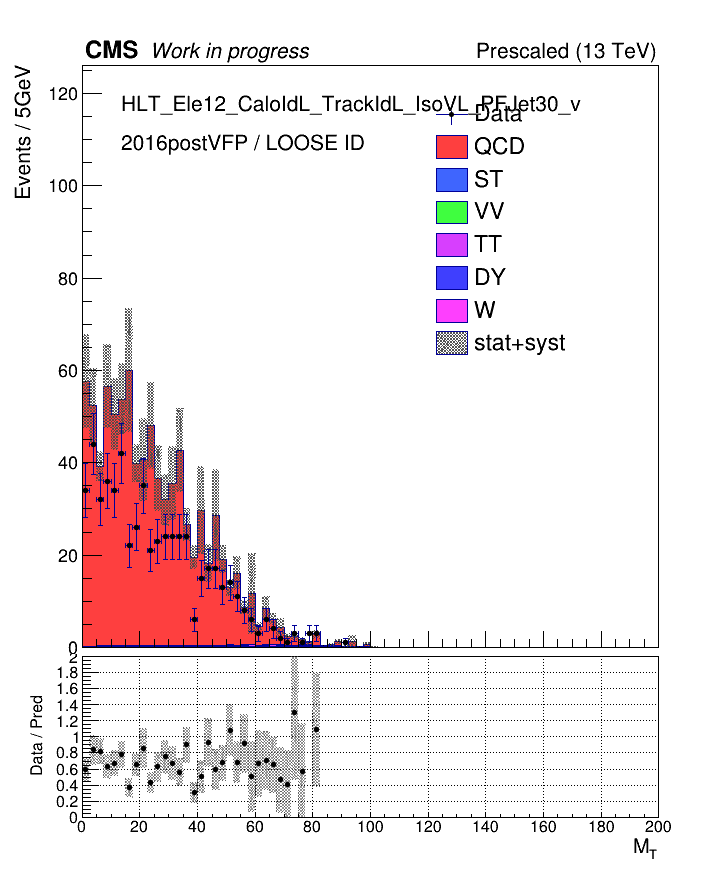 CMS Work in progress Prescaled (13 TeV)
Events / 5GeV
HLT_Ele12_CaloIdL_TrackIdL_IsoVL_PFJet30_v
2016postVFP / LOOSE ID
Data
QCD
ST
VV
TT
DY
W
stat+syst
120
100
80
60
40
20
0
Data / Pred
2
1.8
1.6
1.4
1.2
1
0.8
0.6
0.4
0.2
0
0 20 40 60 80 100 120 140 160 180 200
M_T